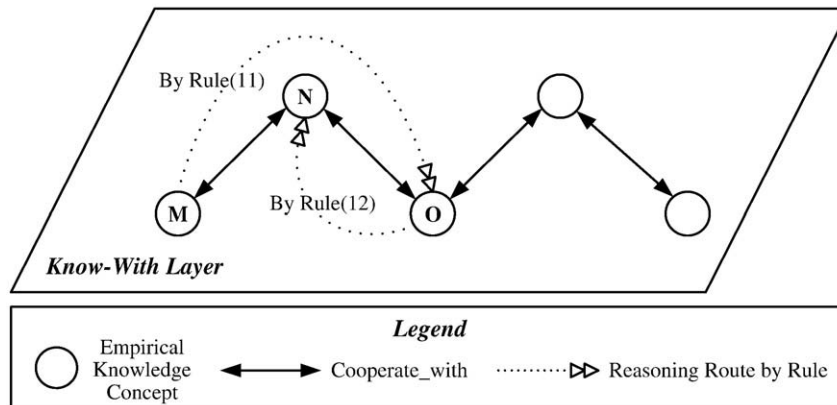 By Rule(11)
N
M
By Rule(12)
O
Know-With Layer
Legend
Empirical
Knowledge
Concept
Cooperate_with
Reasoning Route by Rule